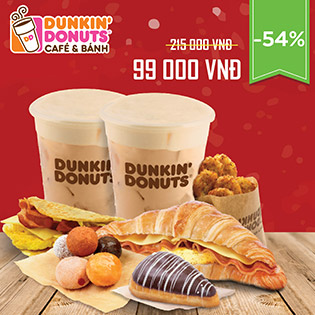 DUNKIN'
DONUTS
CAFÉ & BÁNH
215 000 VNĐ
99 000 VNĐ
-54%
DUNKIN'
DONUTS
DUNKIN'
DONUTS